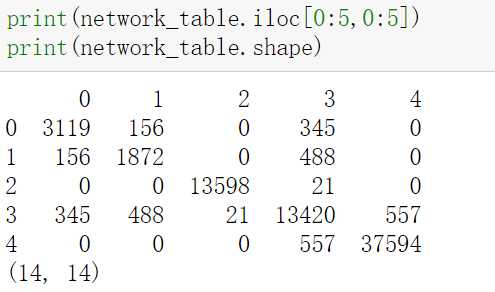 print(network_table.iloc[0:5,0:5])
print(network_table.shape)
0 1 2 3 4
0 3119 156 0 345 0
1 156 1872 0 488 0
2 0 0 13598 21 0
3 345 488 21 13420 557
4 0 0 0 557 37594
(14, 14)